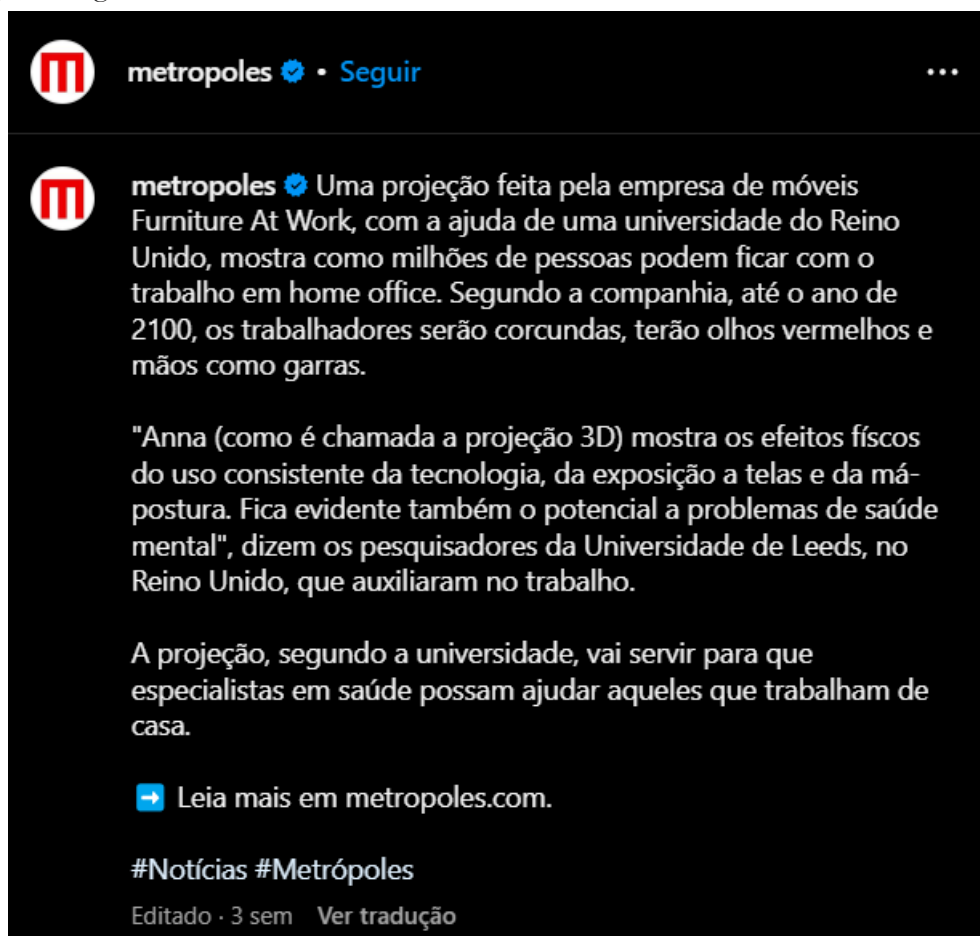 metropoles • Seguir
metropoles Uma projeção feita pela empresa de móveis
Furniture At Work, com a ajuda de uma universidade do Reino
Unido, mostra como milhões de pessoas podem ficar com o
trabalho em home office. Segundo a companhia, até o ano de
2100, os trabalhadores serão corcundas, terão olhos vermelhos e
mãos como garras.
"Anna (como é chamada a projeção 3D) mostra os efeitos físcos
do uso consistente da tecnologia, da exposição a telas e da má-
postura. Fica evidente também o potencial a problemas de saúde
mental", dizem os pesquisadores da Universidade de Leeds, no
Reino Unido, que auxiliaram no trabalho.
A projeção, segundo a universidade, vai servir para que
especialistas em saúde possam ajudar aqueles que trabalham de
casa.
➡️ Leia mais em metropoles.com.
#Notícias #Metrópoles
Editado · 3 sem Ver tradução